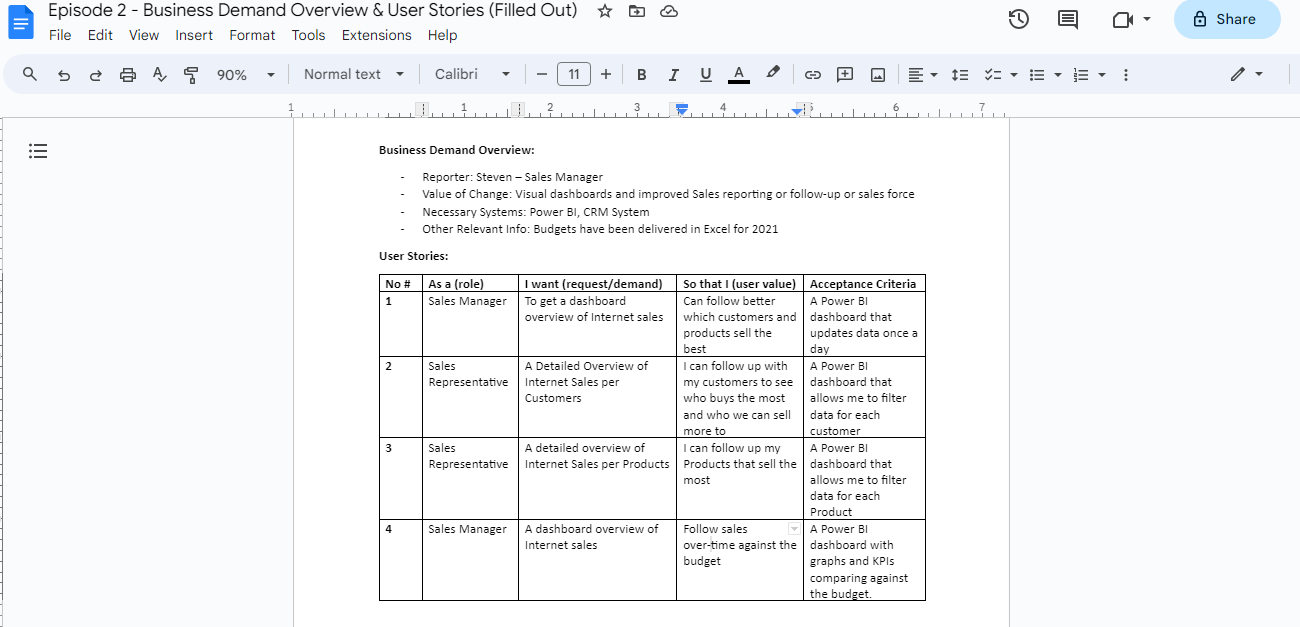 Episode 2 - Business Demand Overview & User Stories (Filled Out)
File Edit View Insert Format Tools Extensions Help
Share
90% Normal text Calibri 11
1 1 2 3 4 5 6 7
Business Demand Overview:
- Reporter: Steven – Sales Manager
- Value of Change: Visual dashboards and improved Sales reporting or follow-up or sales force
- Necessary Systems: Power BI, CRM System
- Other Relevant Info: Budgets have been delivered in Excel for 2021
User Stories:
No # As a (role) I want (request/demand) So that I (user value) Acceptance Criteria
1
Sales Manager
To get a dashboard
overview of Internet sales
Can follow better
which customers and
products sell the
best
A Power BI
dashboard that
updates data once a
day
2
Sales
Representative
A Detailed Overview of
Internet Sales per
Customers
I can follow up with
my customers to see
who buys the most
and who we can sell
more to
A Power BI
dashboard that
allows me to filter
data for each
customer
3
Sales
Representative
A detailed overview of
Internet Sales per Products
I can follow up my
Products that sell the
most
A Power BI
dashboard that
allows me to filter
data for each
Product
4
Sales Manager
A dashboard overview of
Internet sales
Follow sales
over-time against the
budget
A Power BI
dashboard with
graphs and KPIs
comparing against
the budget.